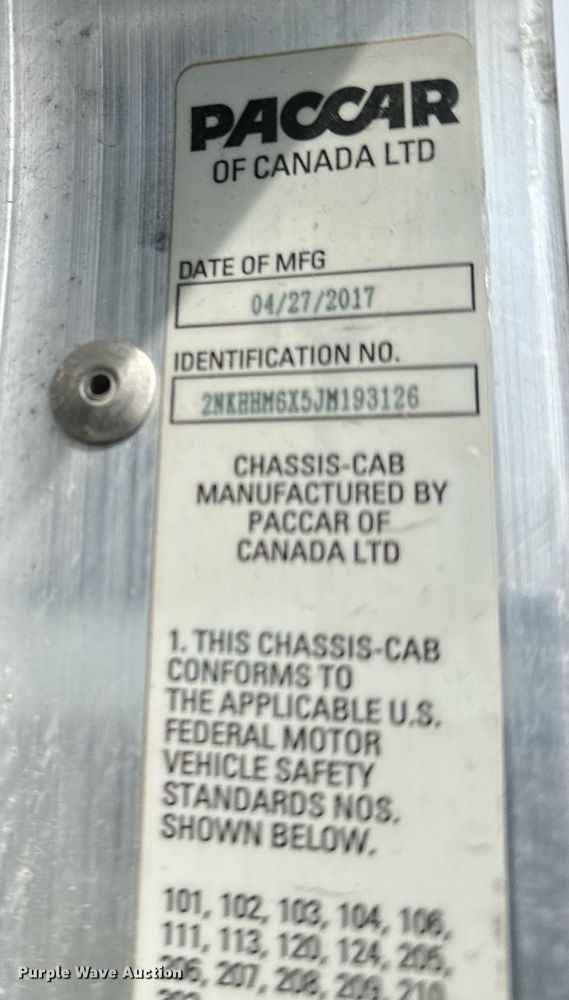 PACCAR
OF CANADA LTD
DATE OF MFG
04/27/2017
IDENTIFICATION NO.
2NKHHM6X5JM193126
CHASSIS-CAB
MANUFACTURED BY
PACCAR OF
CANADA LTD
1. THIS CHASSIS-CAB
CONFORMS TO
THE APPLICABLE U.S.
FEDERAL MOTOR
VEHICLE SAFETY
STANDARDS NOS.
SHOWN BELOW.
101, 102, 103, 104, 106,
111, 113, 120, 124, 205,
206, 207, 208, 209, 210
Purple Wave Auction